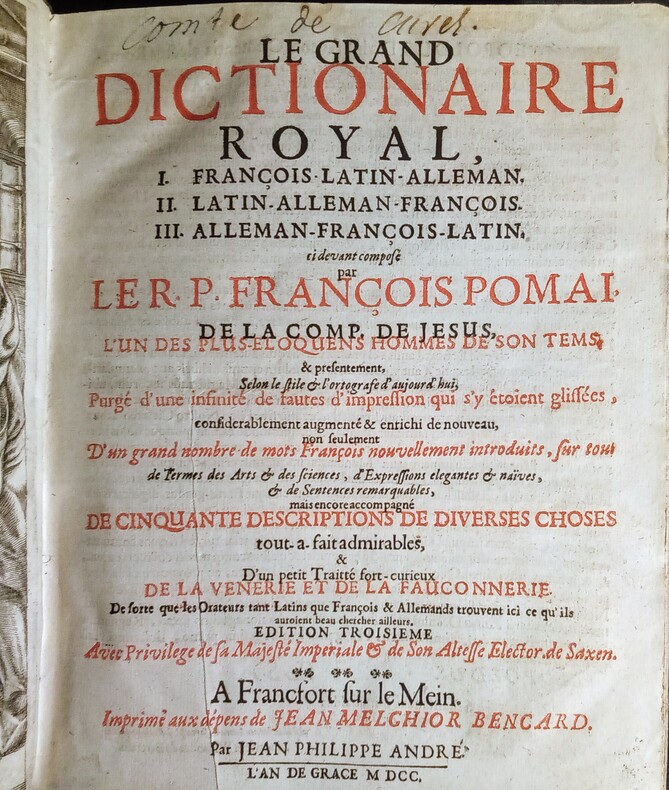 Comte de Curel.
LE GRAND
DICTIONAIRE
ROYAL,
I. FRANÇOIS-LATIN-ALLEMAN.
II. LATIN-ALLEMAN-FRANÇOIS.
III. ALLEMAN-FRANÇOIS-LATIN.
ci devant composé
par
LE R. P. FRANÇOIS POMAI,
DE LA COMP. DE JESUS,
L'UN DES PLUS ELOQUENS HOMMES DE SON TEMS,
& presentement,
Selon le stile & l'ortografe d'aujourd'hui,
Purgé d'une infinité de fautes d'impression qui s'y étoient glissées,
considerablement augmenté & enrichi de nouveau,
non seulement
D'un grand nombre de mots François nouvellement introduits, sur tout
de Termes des Arts & des sciences, d'Expressions elegantes & naïves,
& de Sentences remarquables,
mais encore accompagné
DE CINQUANTE DESCRIPTIONS DE DIVERSES CHOSES
tout-a-fait admirables,
&
D'un petit Traitté fort-curieux
DE LA VENERIE ET DE LA FAUCONNERIE.
De sorte que les Orateurs tant Latins que François & Allemands trouvent ici ce qu'ils
auroient beau chercher ailleurs.
EDITION TROISIEME
Avec Privilege de sa Majesté Imperiale & de Son Altesse Elector. de Saxen.
A Francfort sur le Mein.
Imprimé aux dépens de JEAN MELCHIOR BENCARD,
Par JEAN PHILIPPE ANDRE.
L'AN DE GRACE M DCC.